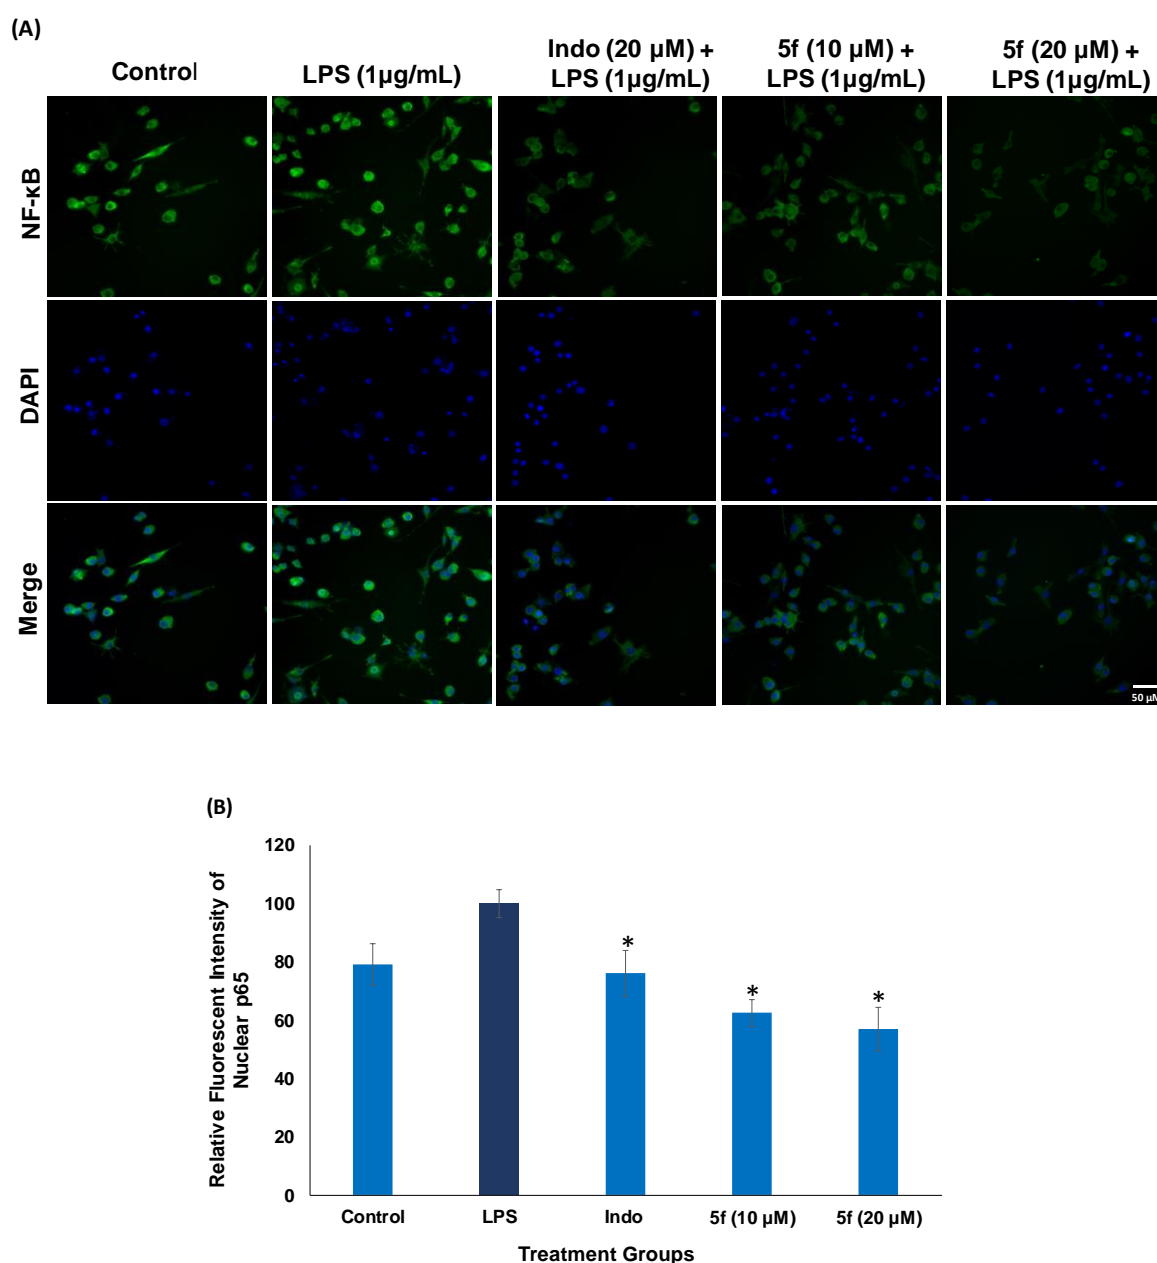 (A)
Control
LPS (1µg/mL)
Indo (20 µM) +
LPS (1µg/mL)
5f (10 µM) +
LPS (1µg/mL)
5f (20 µM) +
LPS (1µg/mL)
NF-κB
DAPI
Merge
50 µM
(B)
Relative Fluorescent Intensity of
Nuclear p65
120
100
80
60
40
20
0
*
*
*
Control
LPS
Indo
5f (10 µM)
5f (20 µM)
Treatment Groups